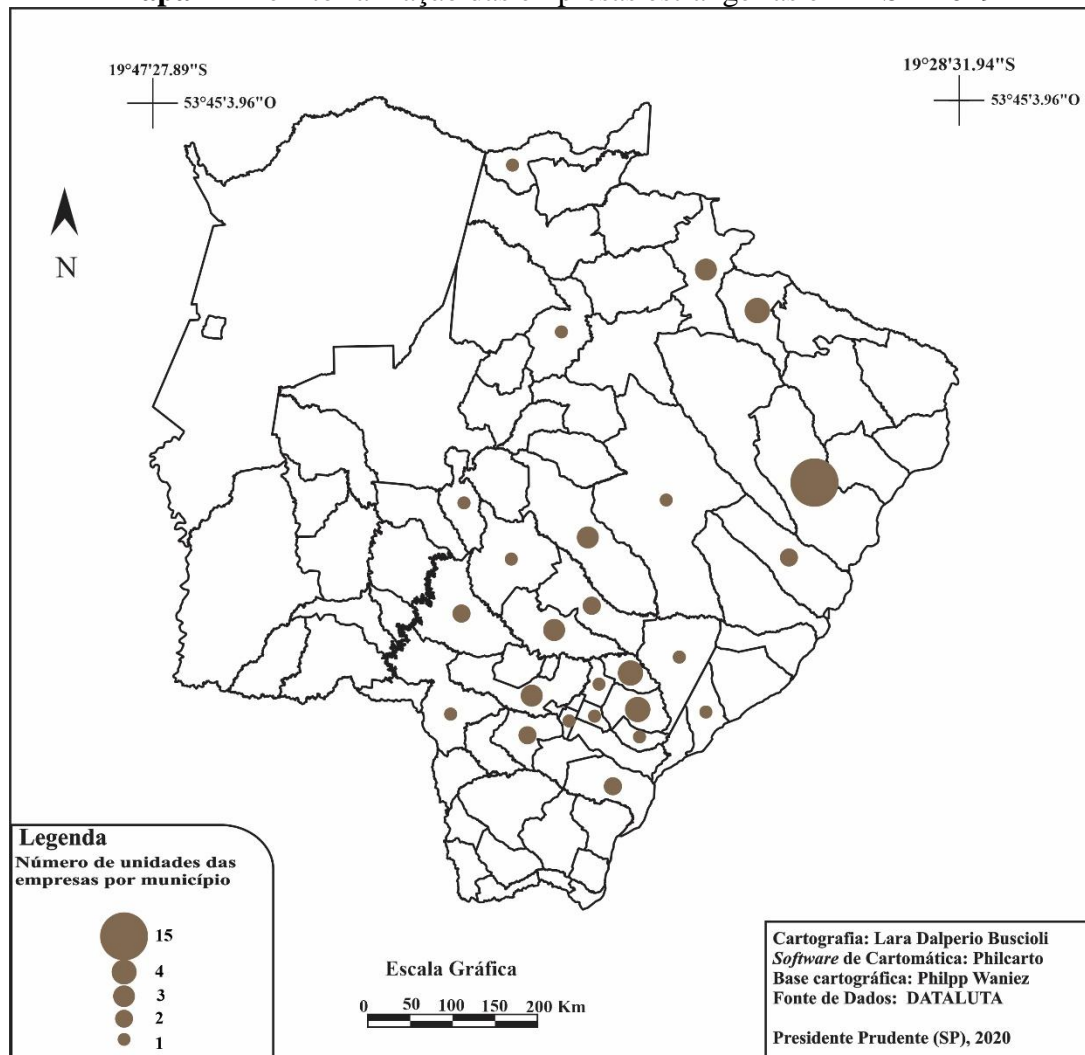 19°47'27.89"S
53°45'3.96"O
19°28'31.94"S
53°45'3.96"O
N
Legenda
Número de unidades das
empresas por município
15
4
3
2
1
Escala Gráfica
0 50 100 150 200 Km
Cartografia: Lara Dalperio Buscioli
Software de Cartomática: Philcarto
Base cartográfica: Philpp Waniez
Fonte de Dados: DATALUTA
Presidente Prudente (SP), 2020